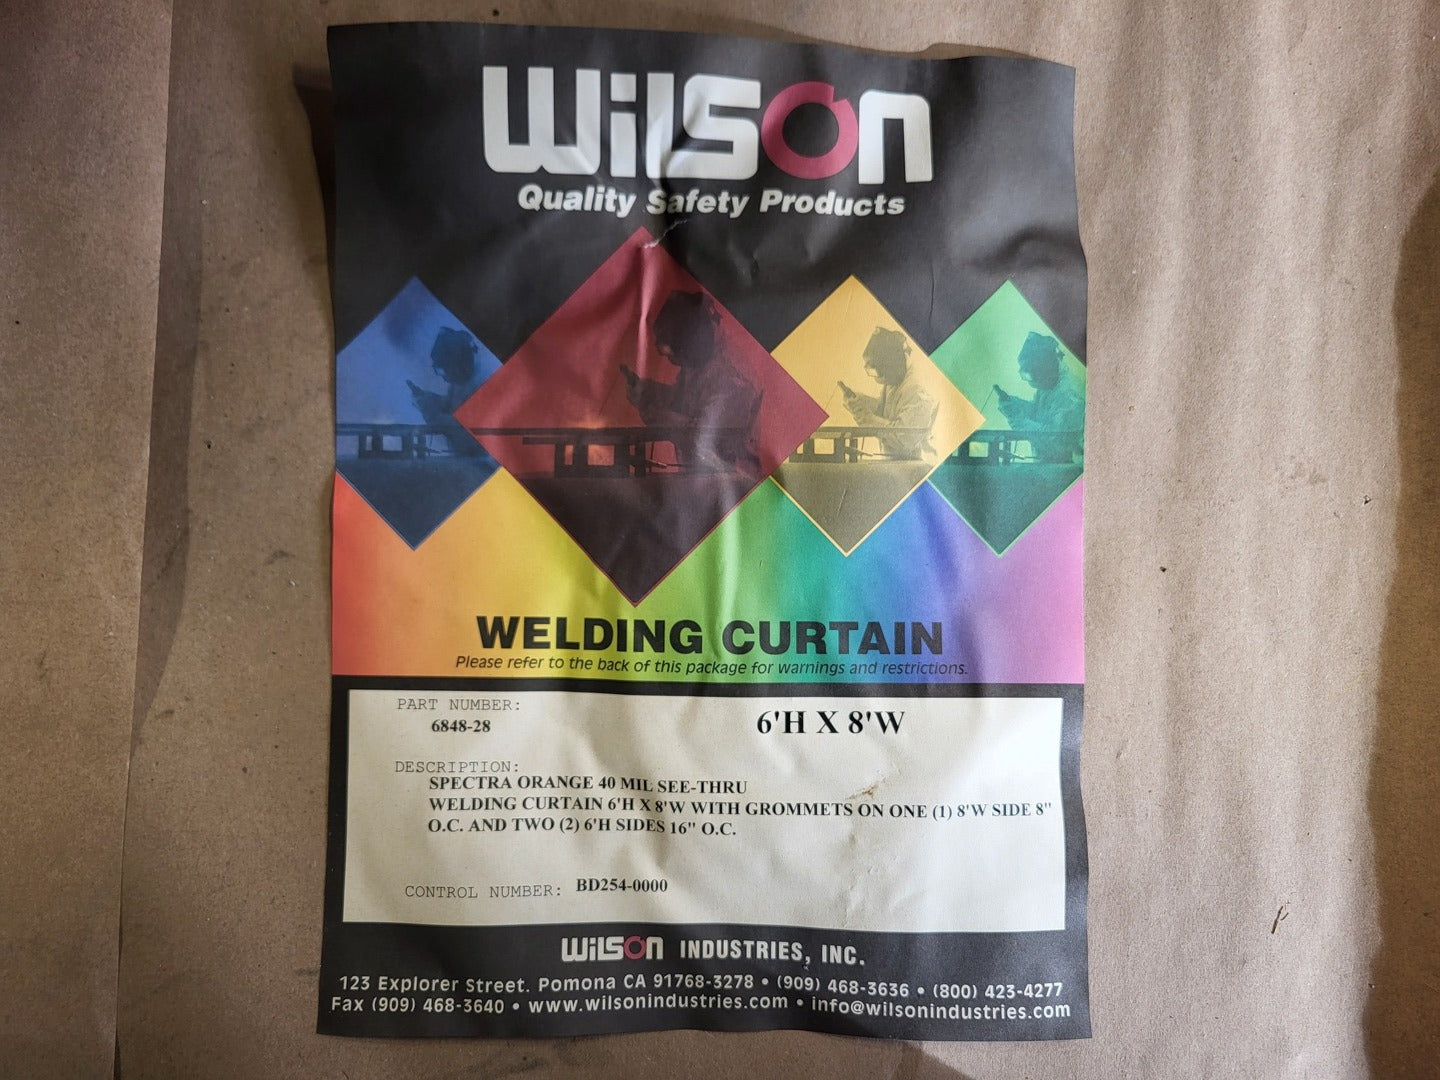 Wilson
Quality Safety Products
WELDING CURTAIN
Please refer to the back of this package for warnings and restrictions.
PART NUMBER:
6848-28
6'H X 8'W
DESCRIPTION:
SPECTRA ORANGE 40 MIL SEE-THRU
WELDING CURTAIN 6'H X 8'W WITH GROMMETS ON ONE (1) 8'W SIDE 8"
O.C. AND TWO (2) 6'H SIDES 16" O.C.
CONTROL NUMBER: BD254-0000
Wilson INDUSTRIES, INC.
123 Explorer Street. Pomona CA 91768-3278 • (909) 468-3636 • (800) 423-4277
Fax (909) 468-3640 • www.wilsonindustries.com • info@wilsonindustries.com